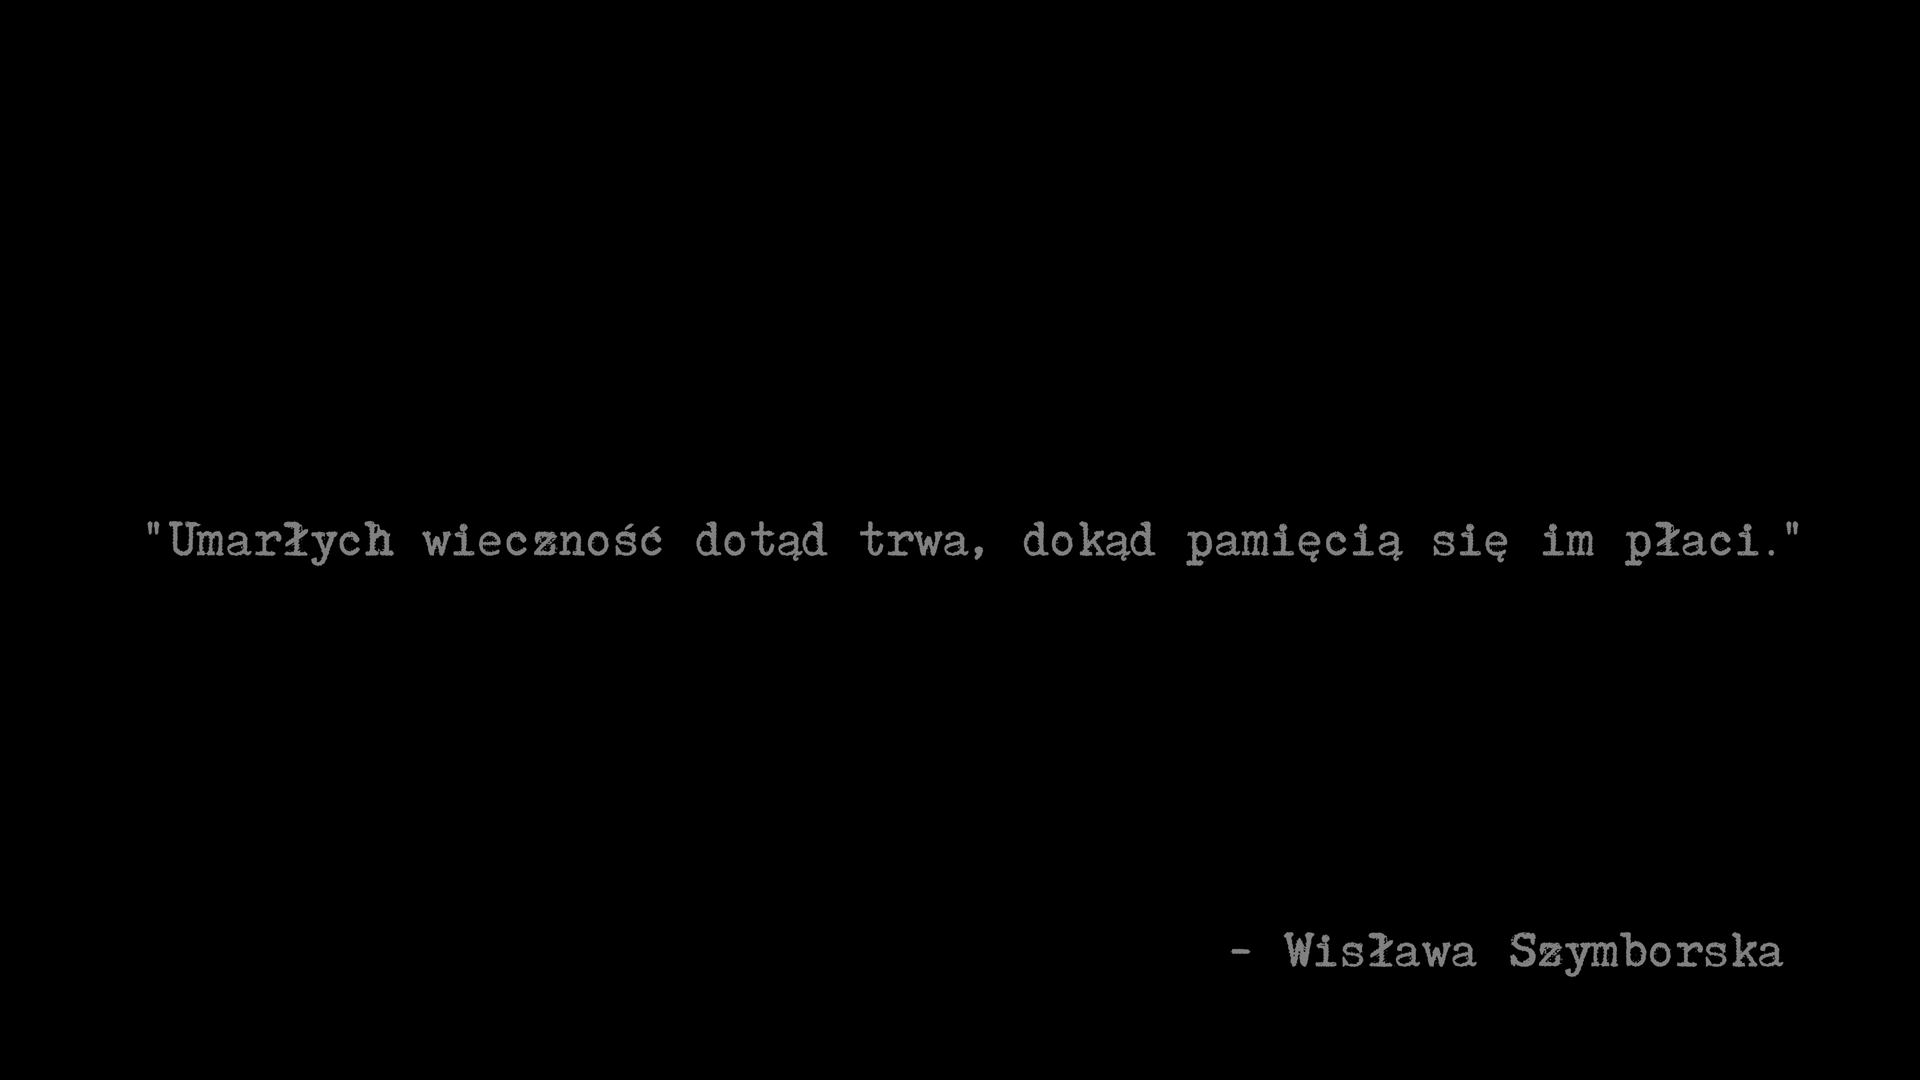 "Umarłych wieczność dotąd trwa, dokąd pamięcią się im płaci."
- Wisława Szymborska